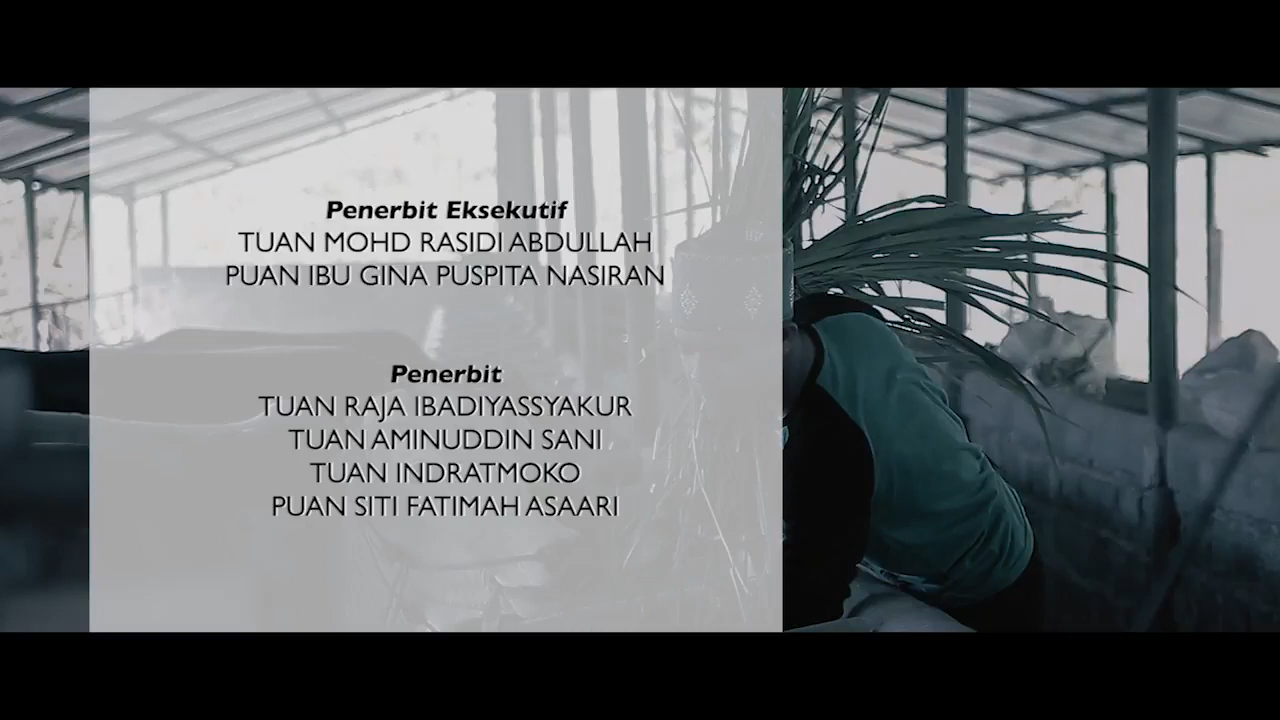 Penerbit Eksekutif
TUAN MOHD RASIDI ABDULLAH
PUAN IBU GINA PUSPITA NASIRAN
Penerbit
TUAN RAJA IBADIYASSYAKUR
TUAN AMINUDDIN SANI
TUAN INDRATMOKO
PUAN SITI FATIMAH ASAARI